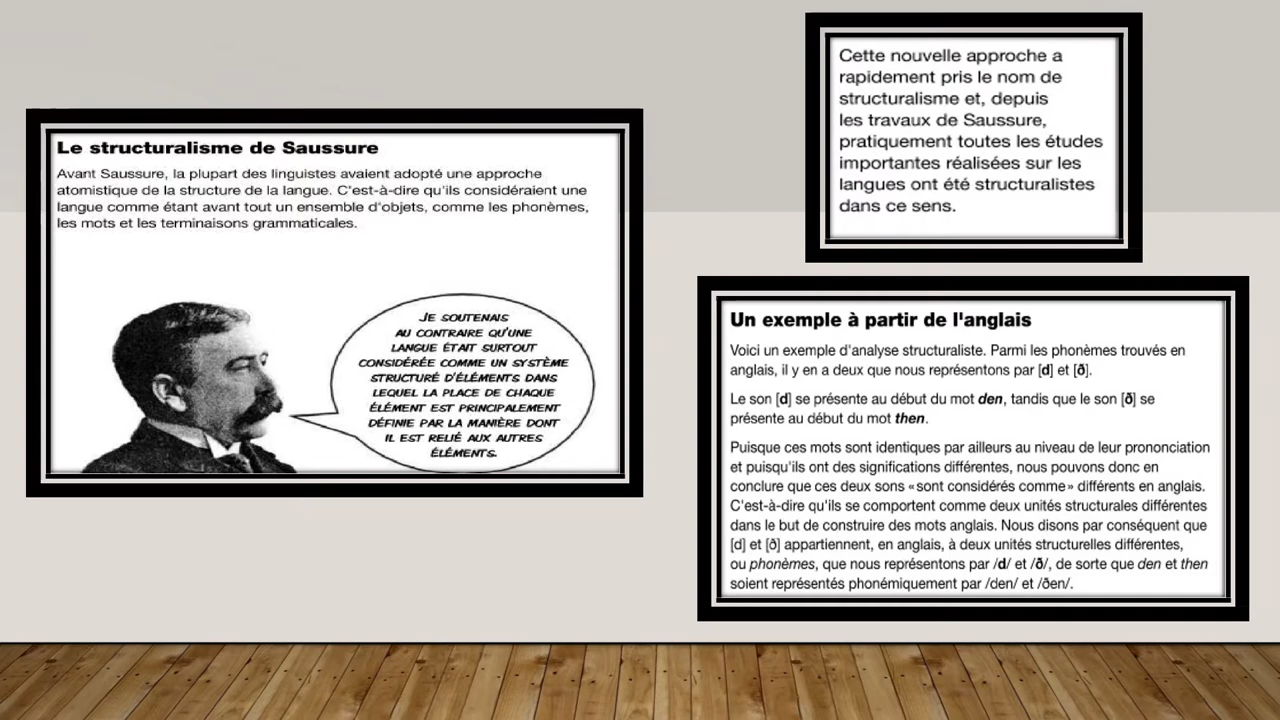 Le structuralisme de Saussure
Avant Saussure, la plupart des linguistes avaient adopté une approche
atomistique de la structure de la langue. C'est-à-dire qu'ils considéraient une
langue comme étant avant tout un ensemble d'objets, comme les phonèmes,
les mots et les terminaisons grammaticales.
JE SOUTENAIS
AU CONTRAIRE QU'UNE
LANGUE ÉTAIT SURTOUT
CONSIDÉRÉE COMME UN SYSTÈME
STRUCTURÉ D'ÉLÉMENTS DANS
LEQUEL LA PLACE DE CHAQUE
ÉLÉMENT EST PRINCIPALEMENT
DÉFINIE PAR LA MANIÈRE DONT
IL EST RELIÉ AUX AUTRES
ÉLÉMENTS.
Cette nouvelle approche a
rapidement pris le nom de
structuralisme et, depuis
les travaux de Saussure,
pratiquement toutes les études
importantes réalisées sur les
langues ont été structuralistes
dans ce sens.
Un exemple à partir de l'anglais
Voici un exemple d'analyse structuraliste. Parmi les phonèmes trouvés en
anglais, il y en a deux que nous représentons par [d] et [ð].
Le son [d] se présente au début du mot den, tandis que le son [ð] se
présente au début du mot then.
Puisque ces mots sont identiques par ailleurs au niveau de leur prononciation
et puisqu'ils ont des significations différentes, nous pouvons donc en
conclure que ces deux sons «sont considérés comme» différents en anglais.
C'est-à-dire qu'ils se comportent comme deux unités structurales différentes
dans le but de construire des mots anglais. Nous disons par conséquent que
[d] et [ð] appartiennent, en anglais, à deux unités structurelles différentes,
ou phonèmes, que nous représentons par /d/ et /ð/, de sorte que den et then
soient représentés phonémiquement par /den/ et /ðen/.